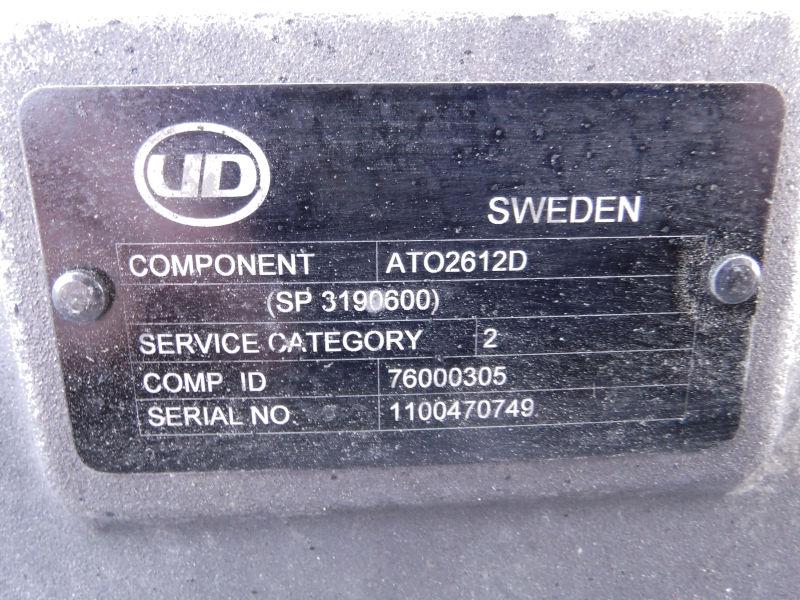 UD
SWEDEN
COMPONENT ATO2612D
(SP 3190600)
SERVICE CATEGORY 2
COMP. ID 76000305
SERIAL NO. 1100470749